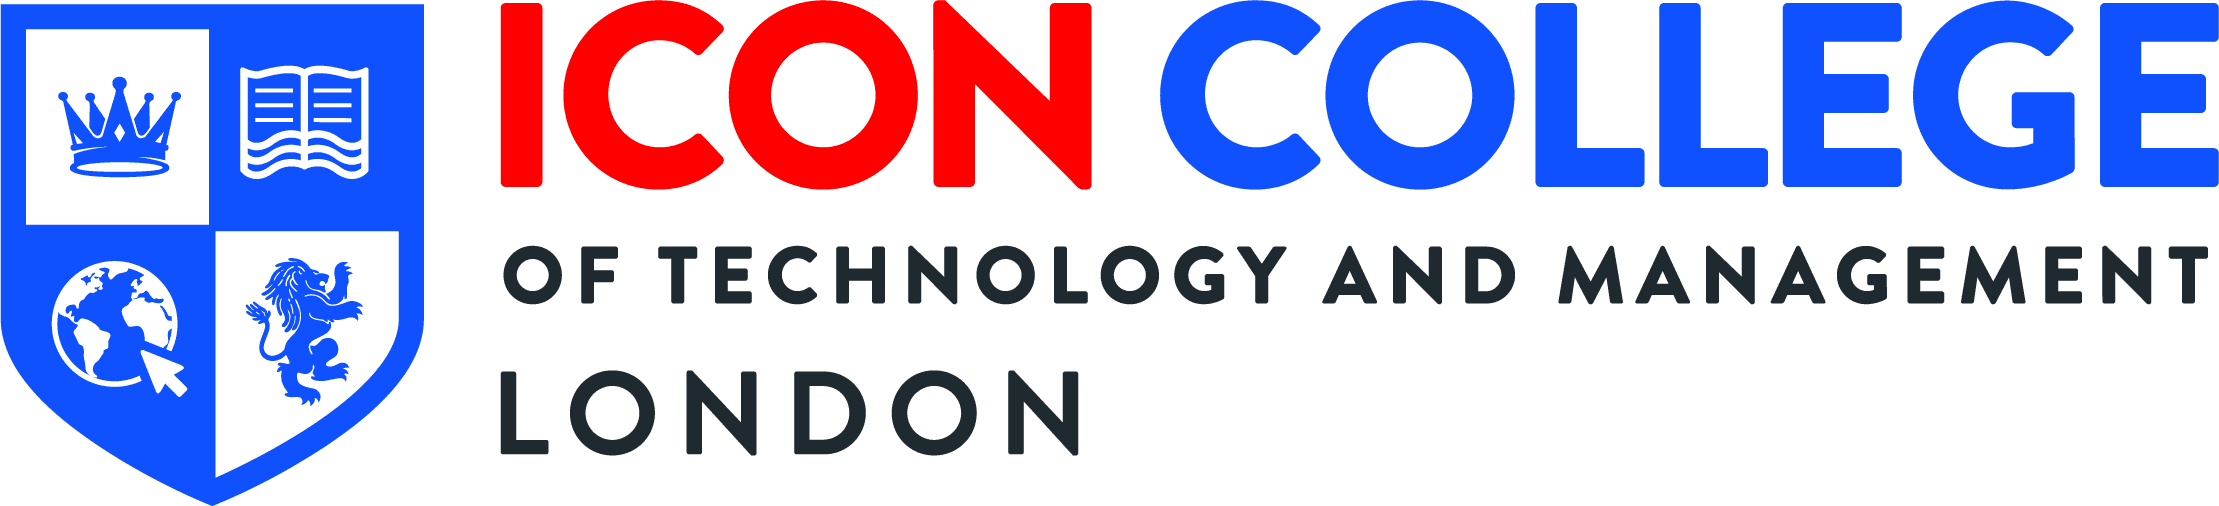 ICON COLLEGE
OF TECHNOLOGY AND MANAGEMENT
LONDON